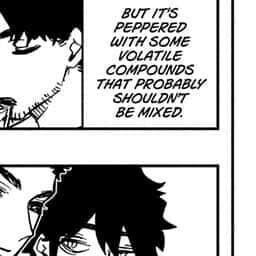 BUT IT'S
PEPPERED
WITH SOME
VOLATILE
COMPOUNDS
THAT PROBABLY
SHOULDN'T
BE MIXED.